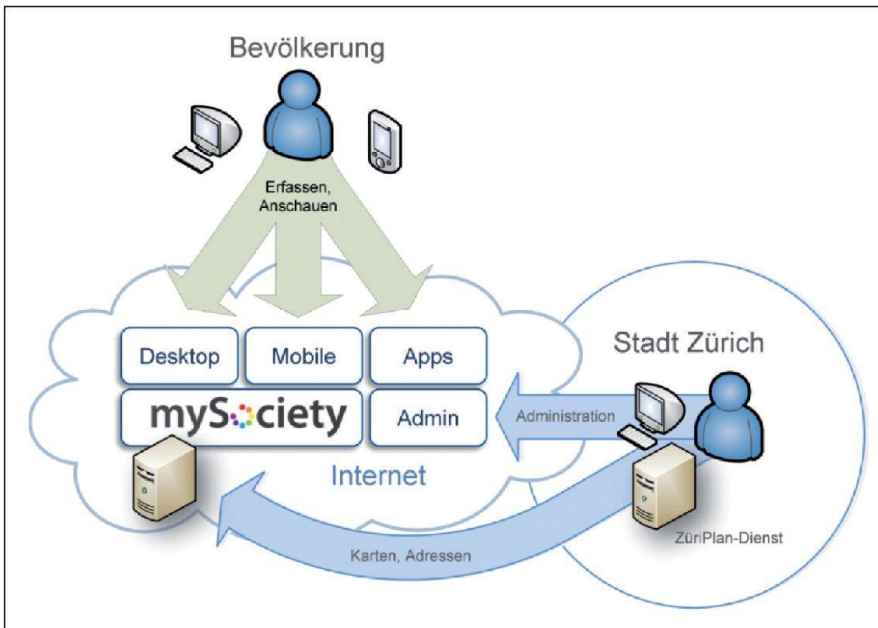 Bevölkerung
Erfassen,
Anschauen
Desktop
Mobile
Apps
mySociety
Admin
Internet
Stadt Zürich
Administration
ZüriPlan-Dienst
Karten, Adressen